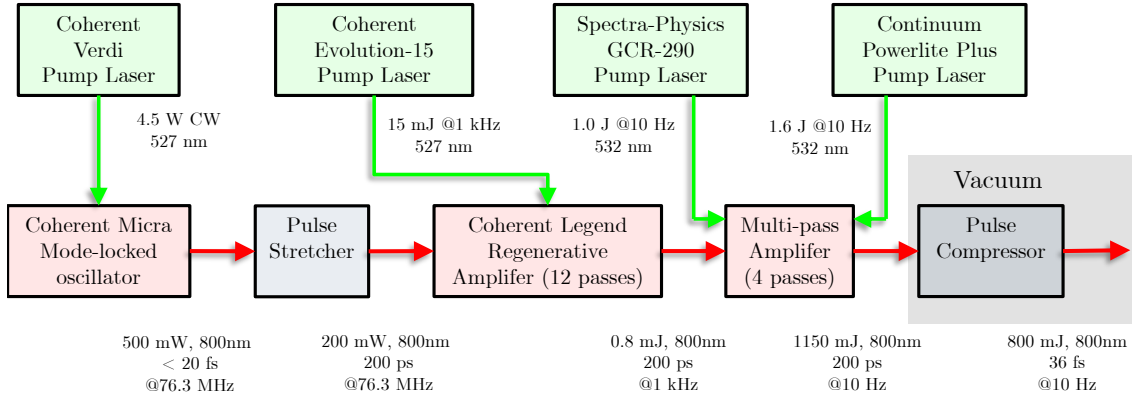 Coherent
Verdi
Pump Laser
Coherent
Evolution-15
Pump Laser
Spectra-Physics
GCR-290
Pump Laser
Continuum
Powerlite Plus
Pump Laser
4.5 W CW
527 nm
15 mJ @1 kHz
527 nm
1.0 J @10 Hz
532 nm
1.6 J @10 Hz
532 nm
Vacuum
Coherent Micra
Mode-locked
oscillator
Pulse
Stretcher
Coherent Legend
Regenerative
Amplifer (12 passes)
Multi-pass
Amplifer
(4 passes)
Pulse
Compressor
500 mW, 800nm
< 20 fs
@76.3 MHz
200 mW, 800nm
200 ps
@76.3 MHz
0.8 mJ, 800nm
200 ps
@1 kHz
1150 mJ, 800nm
200 ps
@10 Hz
800 mJ, 800nm
36 fs
@10 Hz